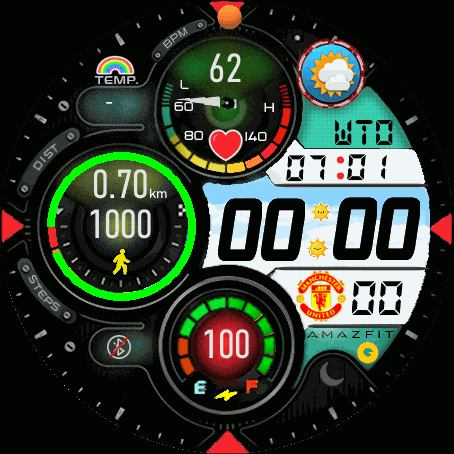 BPM
62
L
60
H
80
140
TEMP.
-
WTO
07:01
DIST
0.70km
1000
00:00
MANCHESTER
UNITED
00
STEPS
AMAZFIT
100
E
F